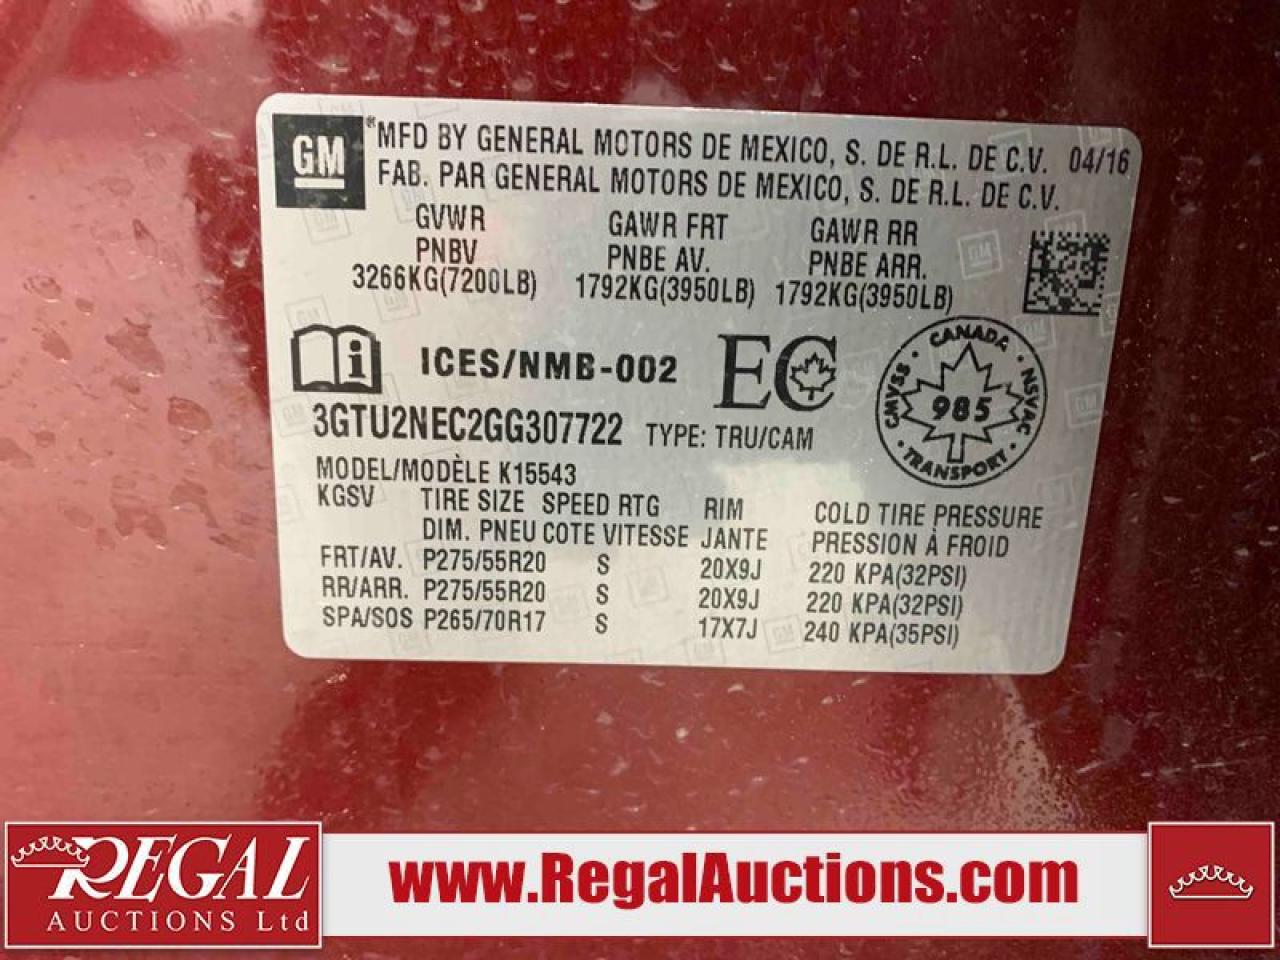 GM ® MFD BY GENERAL MOTORS DE MEXICO, S. DE R.L. DE C.V. 04/16
FAB. PAR GENERAL MOTORS DE MEXICO, S. DE R.L. DE C.V.
GVWR GAWR FRT GAWR RR
PNBV PNBE AV. PNBE ARR.
3266KG(7200LB) 1792KG(3950LB) 1792KG(3950LB)
i ICES/NMB-002 EC
CANADA
CMVSS NSVAC
985
TRANSPORT
3GTU2NEC2GG307722 TYPE: TRU/CAM
MODEL/MODÈLE K15543
KGSV TIRE SIZE SPEED RTG RIM COLD TIRE PRESSURE
DIM. PNEU COTE VITESSE JANTE PRESSION À FROID
FRT/AV. P275/55R20 S 20X9J 220 KPA(32PSI)
RR/ARR. P275/55R20 S 20X9J 220 KPA(32PSI)
SPA/SOS P265/70R17 S 17X7J 240 KPA(35PSI)
REGAL
AUCTIONS Ltd
www.RegalAuctions.com